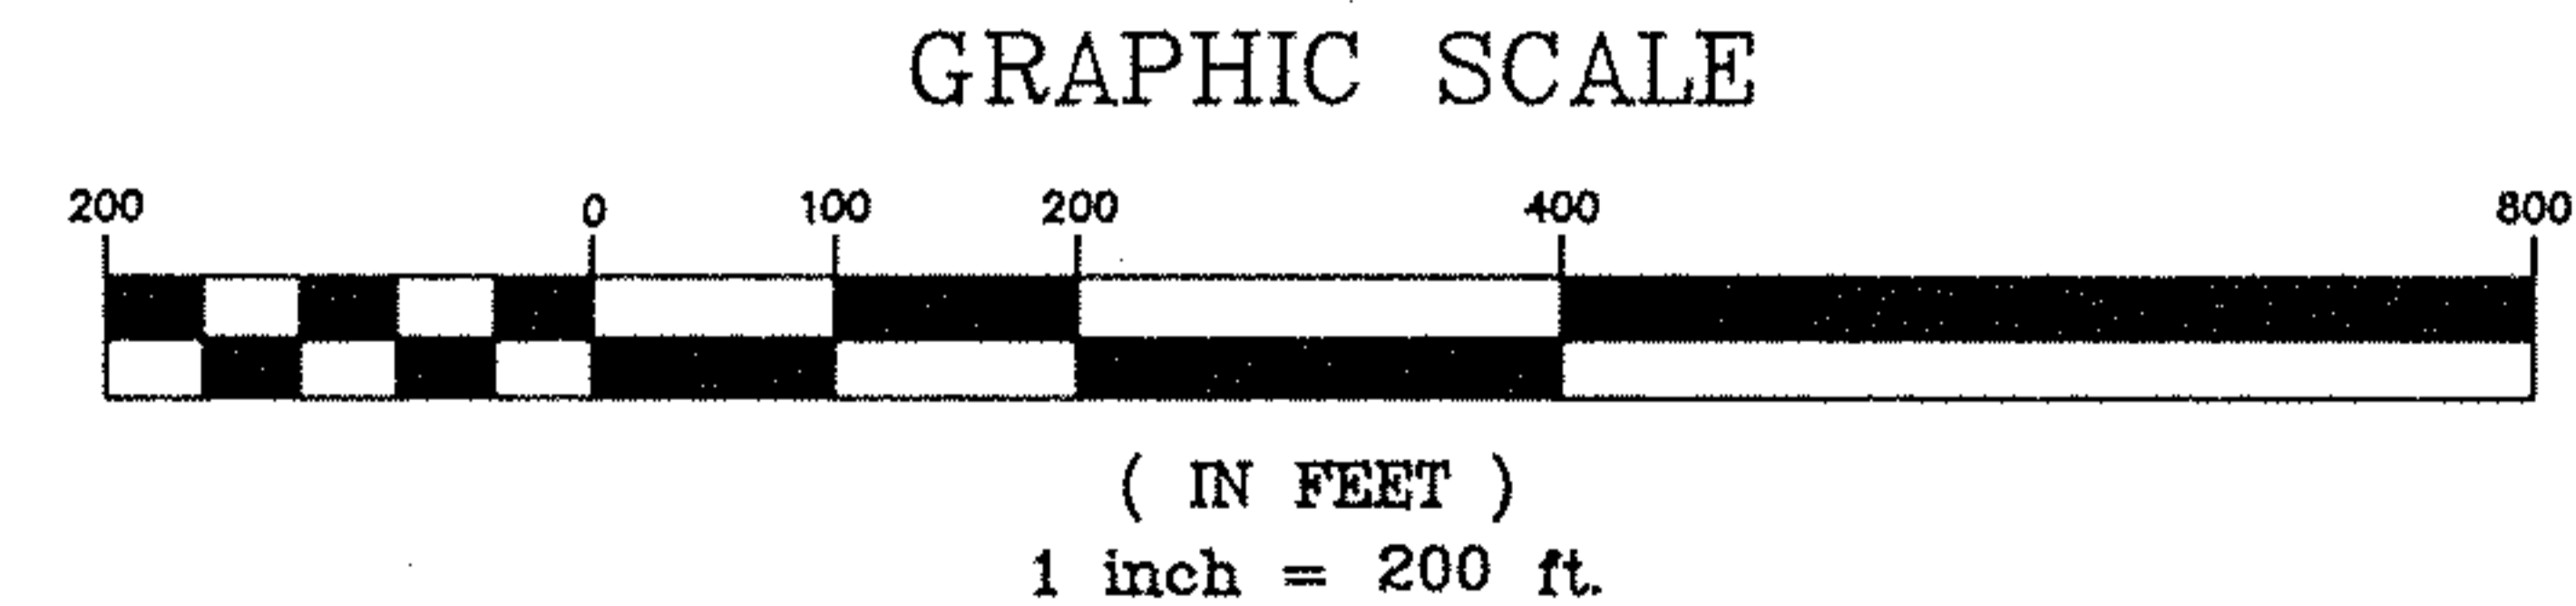 GRAPHIC SCALE
200 0 100 200 400 800
( IN FEET )
1 inch = 200 ft.